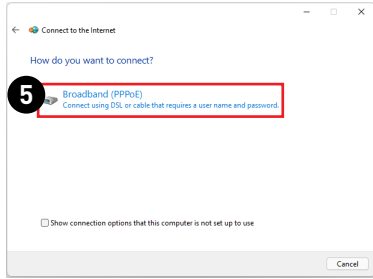 Connect to the Internet
How do you want to connect?
5
Broadband (PPPoE)
Connect using DSL or cable that requires a user name and password.
Show connection options that this computer is not set up to use
Cancel